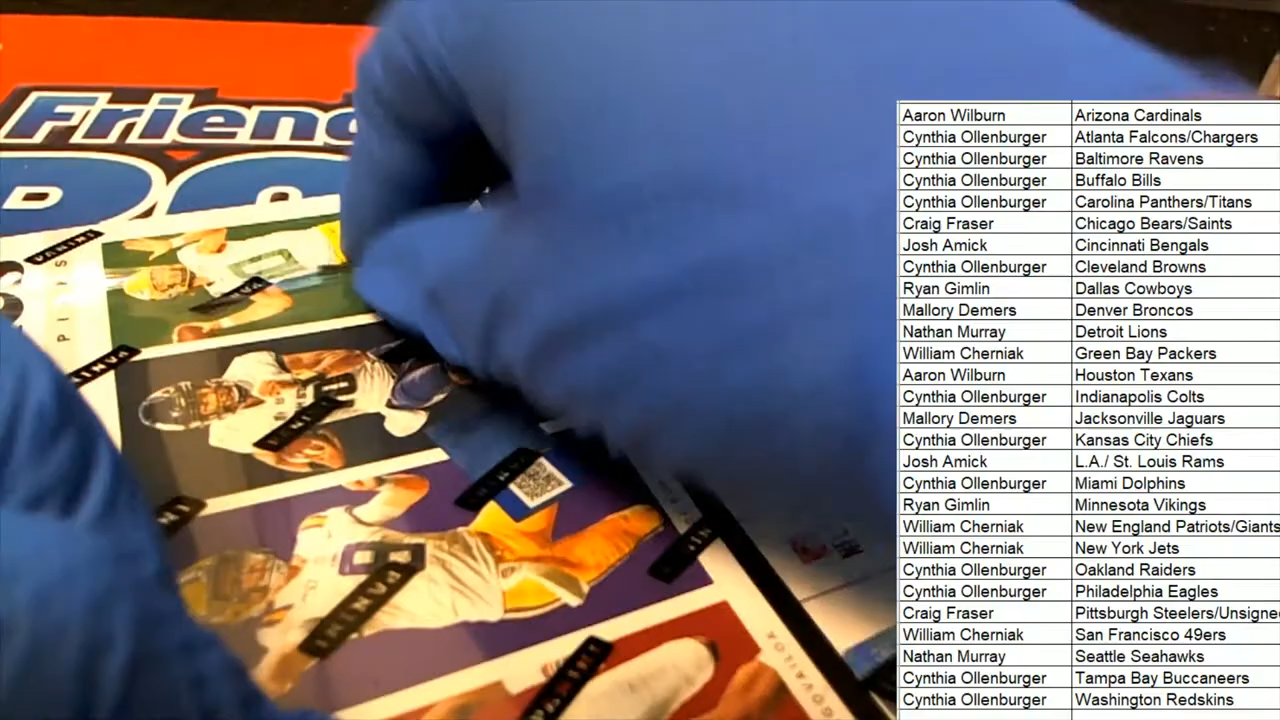 Frien
PANINI
PANINI
PANINI
Aaron Wilburn Arizona Cardinals
Cynthia Ollenburger Atlanta Falcons/Chargers
Cynthia Ollenburger Baltimore Ravens
Cynthia Ollenburger Buffalo Bills
Cynthia Ollenburger Carolina Panthers/Titans
Craig Fraser Chicago Bears/Saints
Josh Amick Cincinnati Bengals
Cynthia Ollenburger Cleveland Browns
Ryan Gimlin Dallas Cowboys
Mallory Demers Denver Broncos
Nathan Murray Detroit Lions
William Cherniak Green Bay Packers
Aaron Wilburn Houston Texans
Cynthia Ollenburger Indianapolis Colts
Mallory Demers Jacksonville Jaguars
Cynthia Ollenburger Kansas City Chiefs
Josh Amick L.A./ St. Louis Rams
Cynthia Ollenburger Miami Dolphins
Ryan Gimlin Minnesota Vikings
William Cherniak New England Patriots/Giants
William Cherniak New York Jets
Cynthia Ollenburger Oakland Raiders
Cynthia Ollenburger Philadelphia Eagles
Craig Fraser Pittsburgh Steelers/Unsigne
William Cherniak San Francisco 49ers
Nathan Murray Seattle Seahawks
Cynthia Ollenburger Tampa Bay Buccaneers
Cynthia Ollenburger Washington Redskins